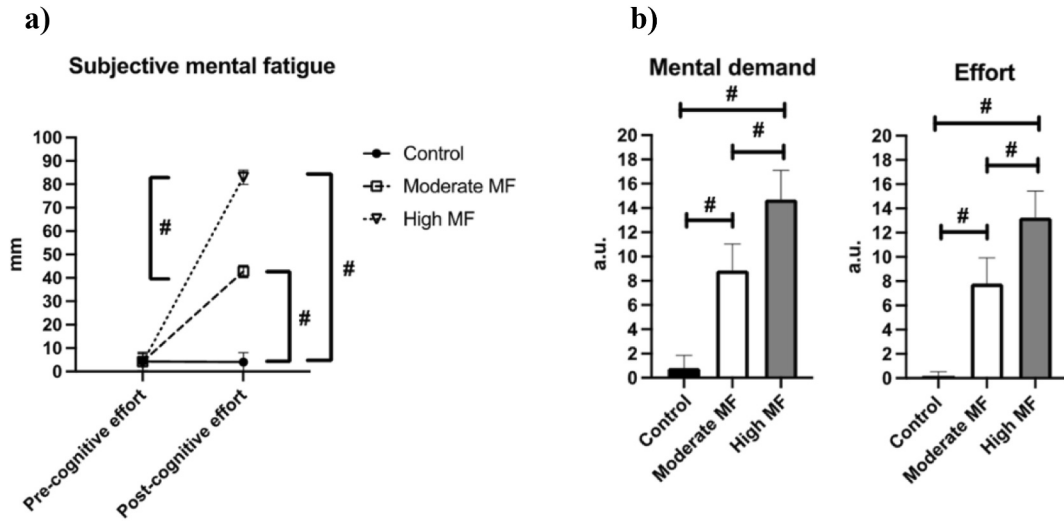 a)
Subjective mental fatigue
100
90
80
70
60
50
40
30
20
10
0
mm
#
#
#
Pre-cognitive effort
Post-cognitive effort
Control
Moderate MF
High MF
b)
Mental demand
#
#
#
20
18
16
14
12
10
8
6
4
2
0
a.u.
Control
Moderate MF
High MF
Effort
#
#
#
20
18
16
14
12
10
8
6
4
2
0
a.u.
Control
Moderate MF
High MF